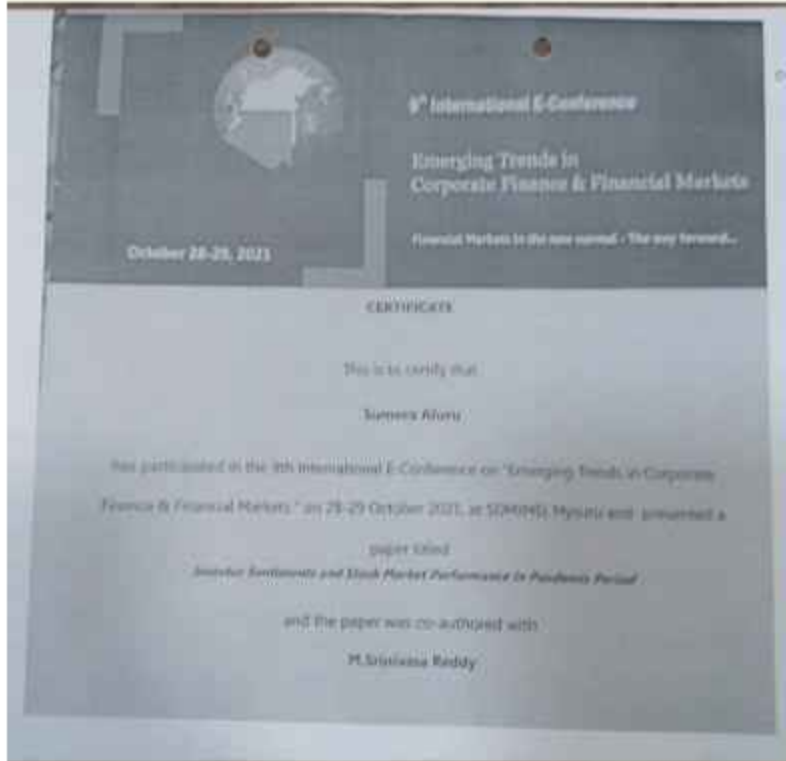 9th International E-Conference
Emerging Trends in
Corporate Finance & Financial Markets
Financial Markets in the new normal - The way forward...
October 28-29, 2021
CERTIFICATE
This is to certify that
Sumera Aluru
has participated in the 9th International E-Conference on "Emerging Trends in Corporate
Finance & Financial Markets" on 28-29 October 2021, at SDMIMD, Mysuru and presented a
paper titled
Investor Sentiments and Stock Market Performance in Pandemic Period
and the paper was co-authored with
M.Srinivasa Reddy